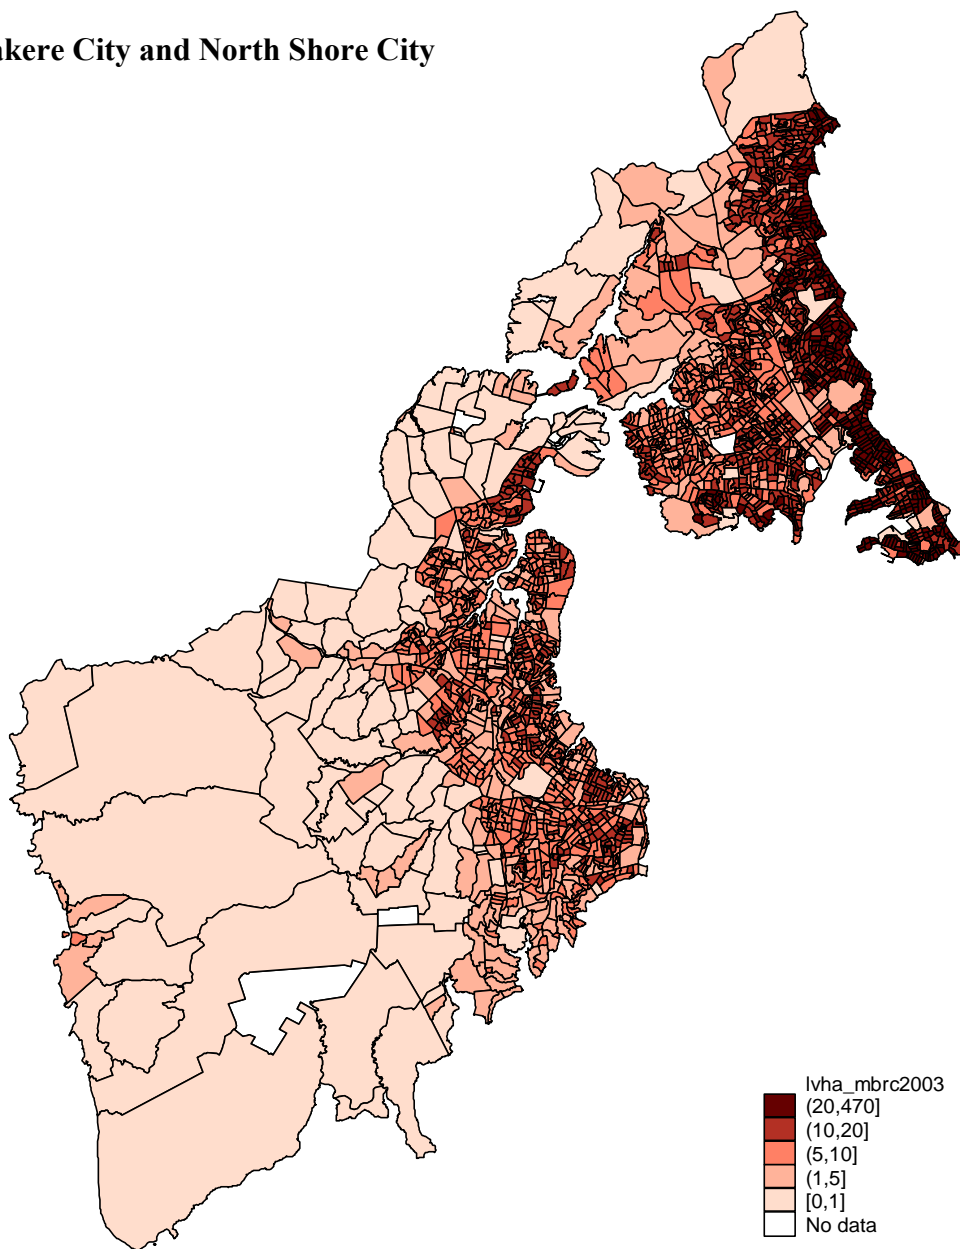 akere City and North Shore City
lvha_mbrc2003
(20,470]
(10,20]
(5,10]
(1,5]
[0,1]
No data